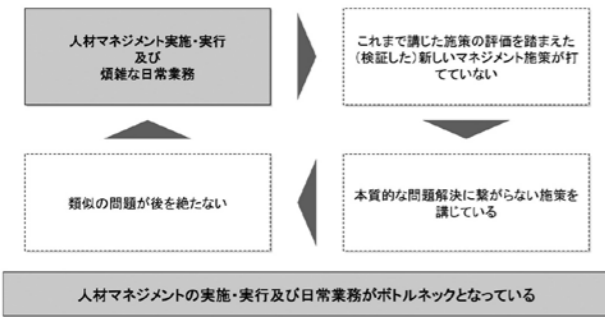 人材マネジメント実施・実行
及び
煩雑な日常業務
これまで講じた施策の評価を踏まえた
(検証した)新しいマネジメント施策が打
てていない
類似の問題が後を絶たない
本質的な問題解決に繋がらない施策を
講じている
人材マネジメントの実施・実行及び日常業務がボトルネックとなっている